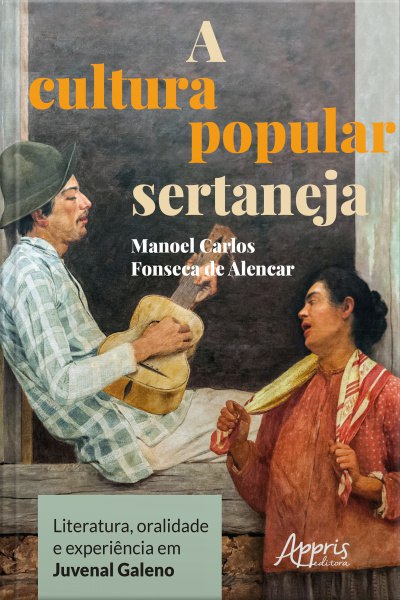 A
cultura
popular
sertaneja
Manoel Carlos
Fonseca de Alencar
Literatura, oralidade
e experiência em
Juvenal Galeno
Appris
editora